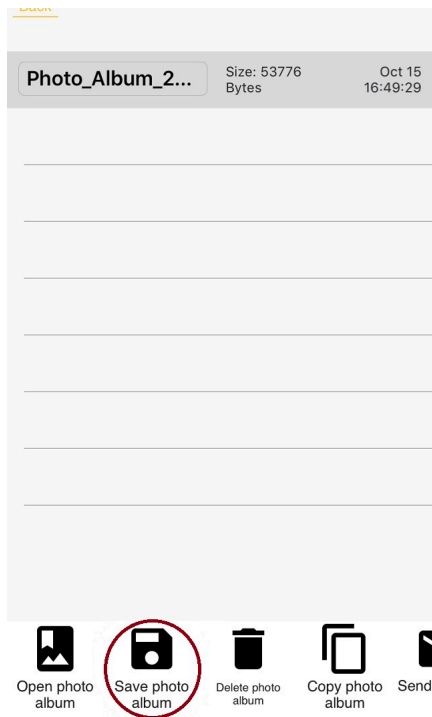 Back
Photo_Album_2...
Size: 53776
Bytes
Oct 15
16:49:29
Open photo
album
Save photo
album
Delete photo
album
Copy photo
album
Send